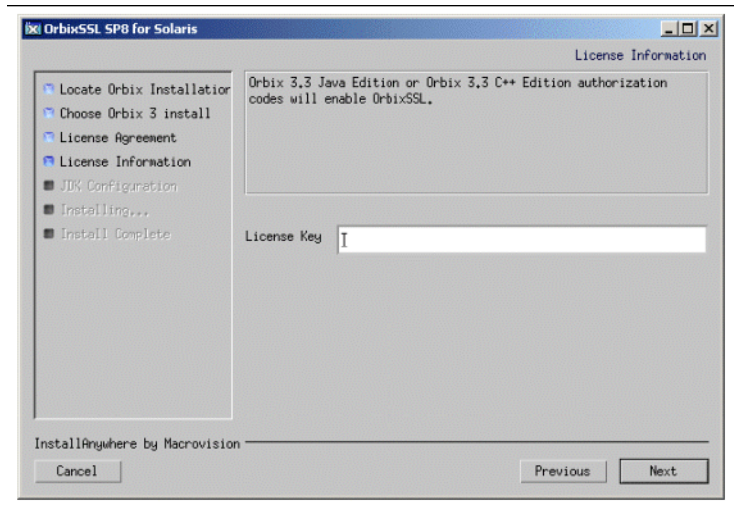 OrbixSSL SP8 for Solaris
License Information
Locate Orbix Installation
Choose Orbix 3 install
License Agreement
License Information
JDK Configuration
Installing...
Install Complete
Orbix 3.3 Java Edition or Orbix 3.3 C++ Edition authorization
codes will enable OrbixSSL.
License Key
InstallAnywhere by Macrovision
Cancel
Previous
Next